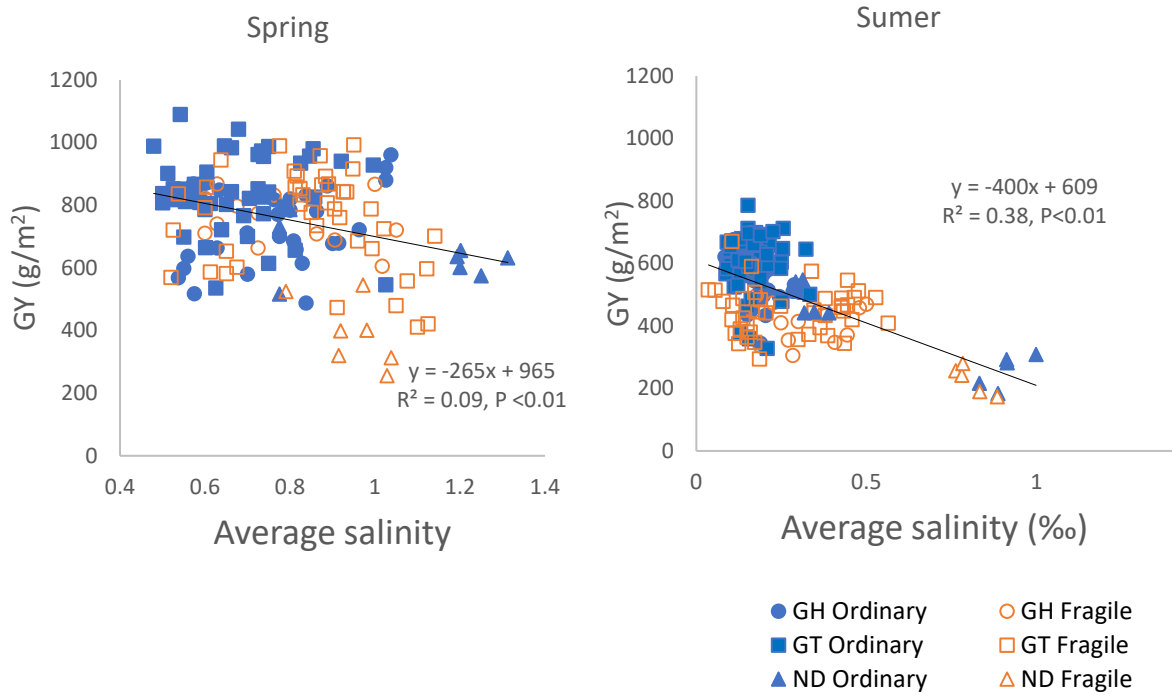 Spring
1200
1000
800
600
400
200
0
0.4 0.6 0.8 1 1.2 1.4
GY (g/m²)
Average salinity
y = -265x + 965
R² = 0.09, P <0.01
Sumer
1200
1000
800
600
400
200
0
0 0.5 1
GY (g/m²)
Average salinity (‰)
y = -400x + 609
R² = 0.38, P<0.01
GH Ordinary GH Fragile
GT Ordinary GT Fragile
ND Ordinary ND Fragile